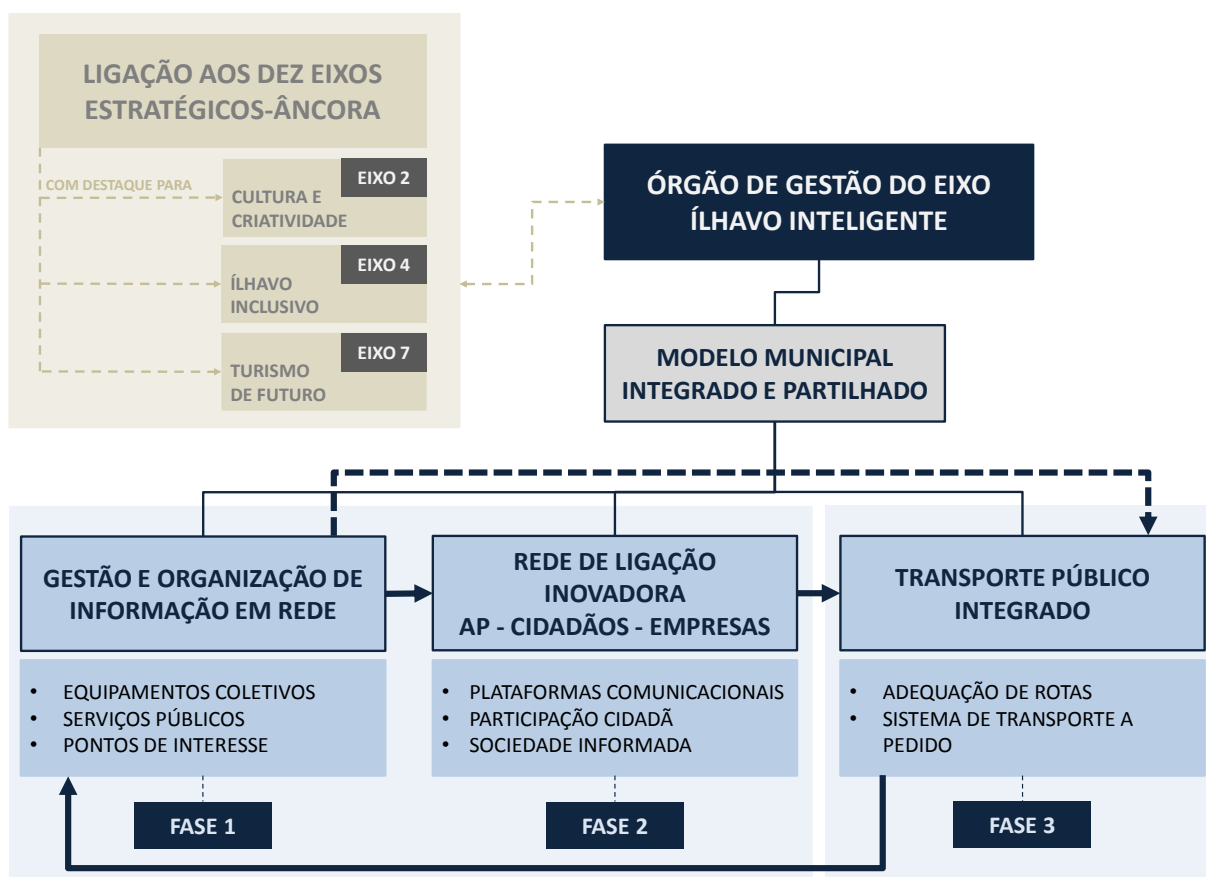 LIGAÇÃO AOS DEZ EIXOS
ESTRATÉGICOS-ÂNCORA
COM DESTAQUE PARA
EIXO 2
CULTURA E
CRIATIVIDADE
EIXO 4
ÍLHAVO
INCLUSIVO
EIXO 7
TURISMO
DE FUTURO
ÓRGÃO DE GESTÃO DO EIXO
ÍLHAVO INTELIGENTE
MODELO MUNICIPAL
INTEGRADO E PARTILHADO
GESTÃO E ORGANIZAÇÃO DE
INFORMAÇÃO EM REDE
• EQUIPAMENTOS COLETIVOS
• SERVIÇOS PÚBLICOS
• PONTOS DE INTERESSE
FASE 1
REDE DE LIGAÇÃO
INOVADORA
AP - CIDADÃOS - EMPRESAS
• PLATAFORMAS COMUNICACIONAIS
• PARTICIPAÇÃO CIDADÃ
• SOCIEDADE INFORMADA
FASE 2
TRANSPORTE PÚBLICO
INTEGRADO
• ADEQUAÇÃO DE ROTAS
• SISTEMA DE TRANSPORTE A
PEDIDO
FASE 3